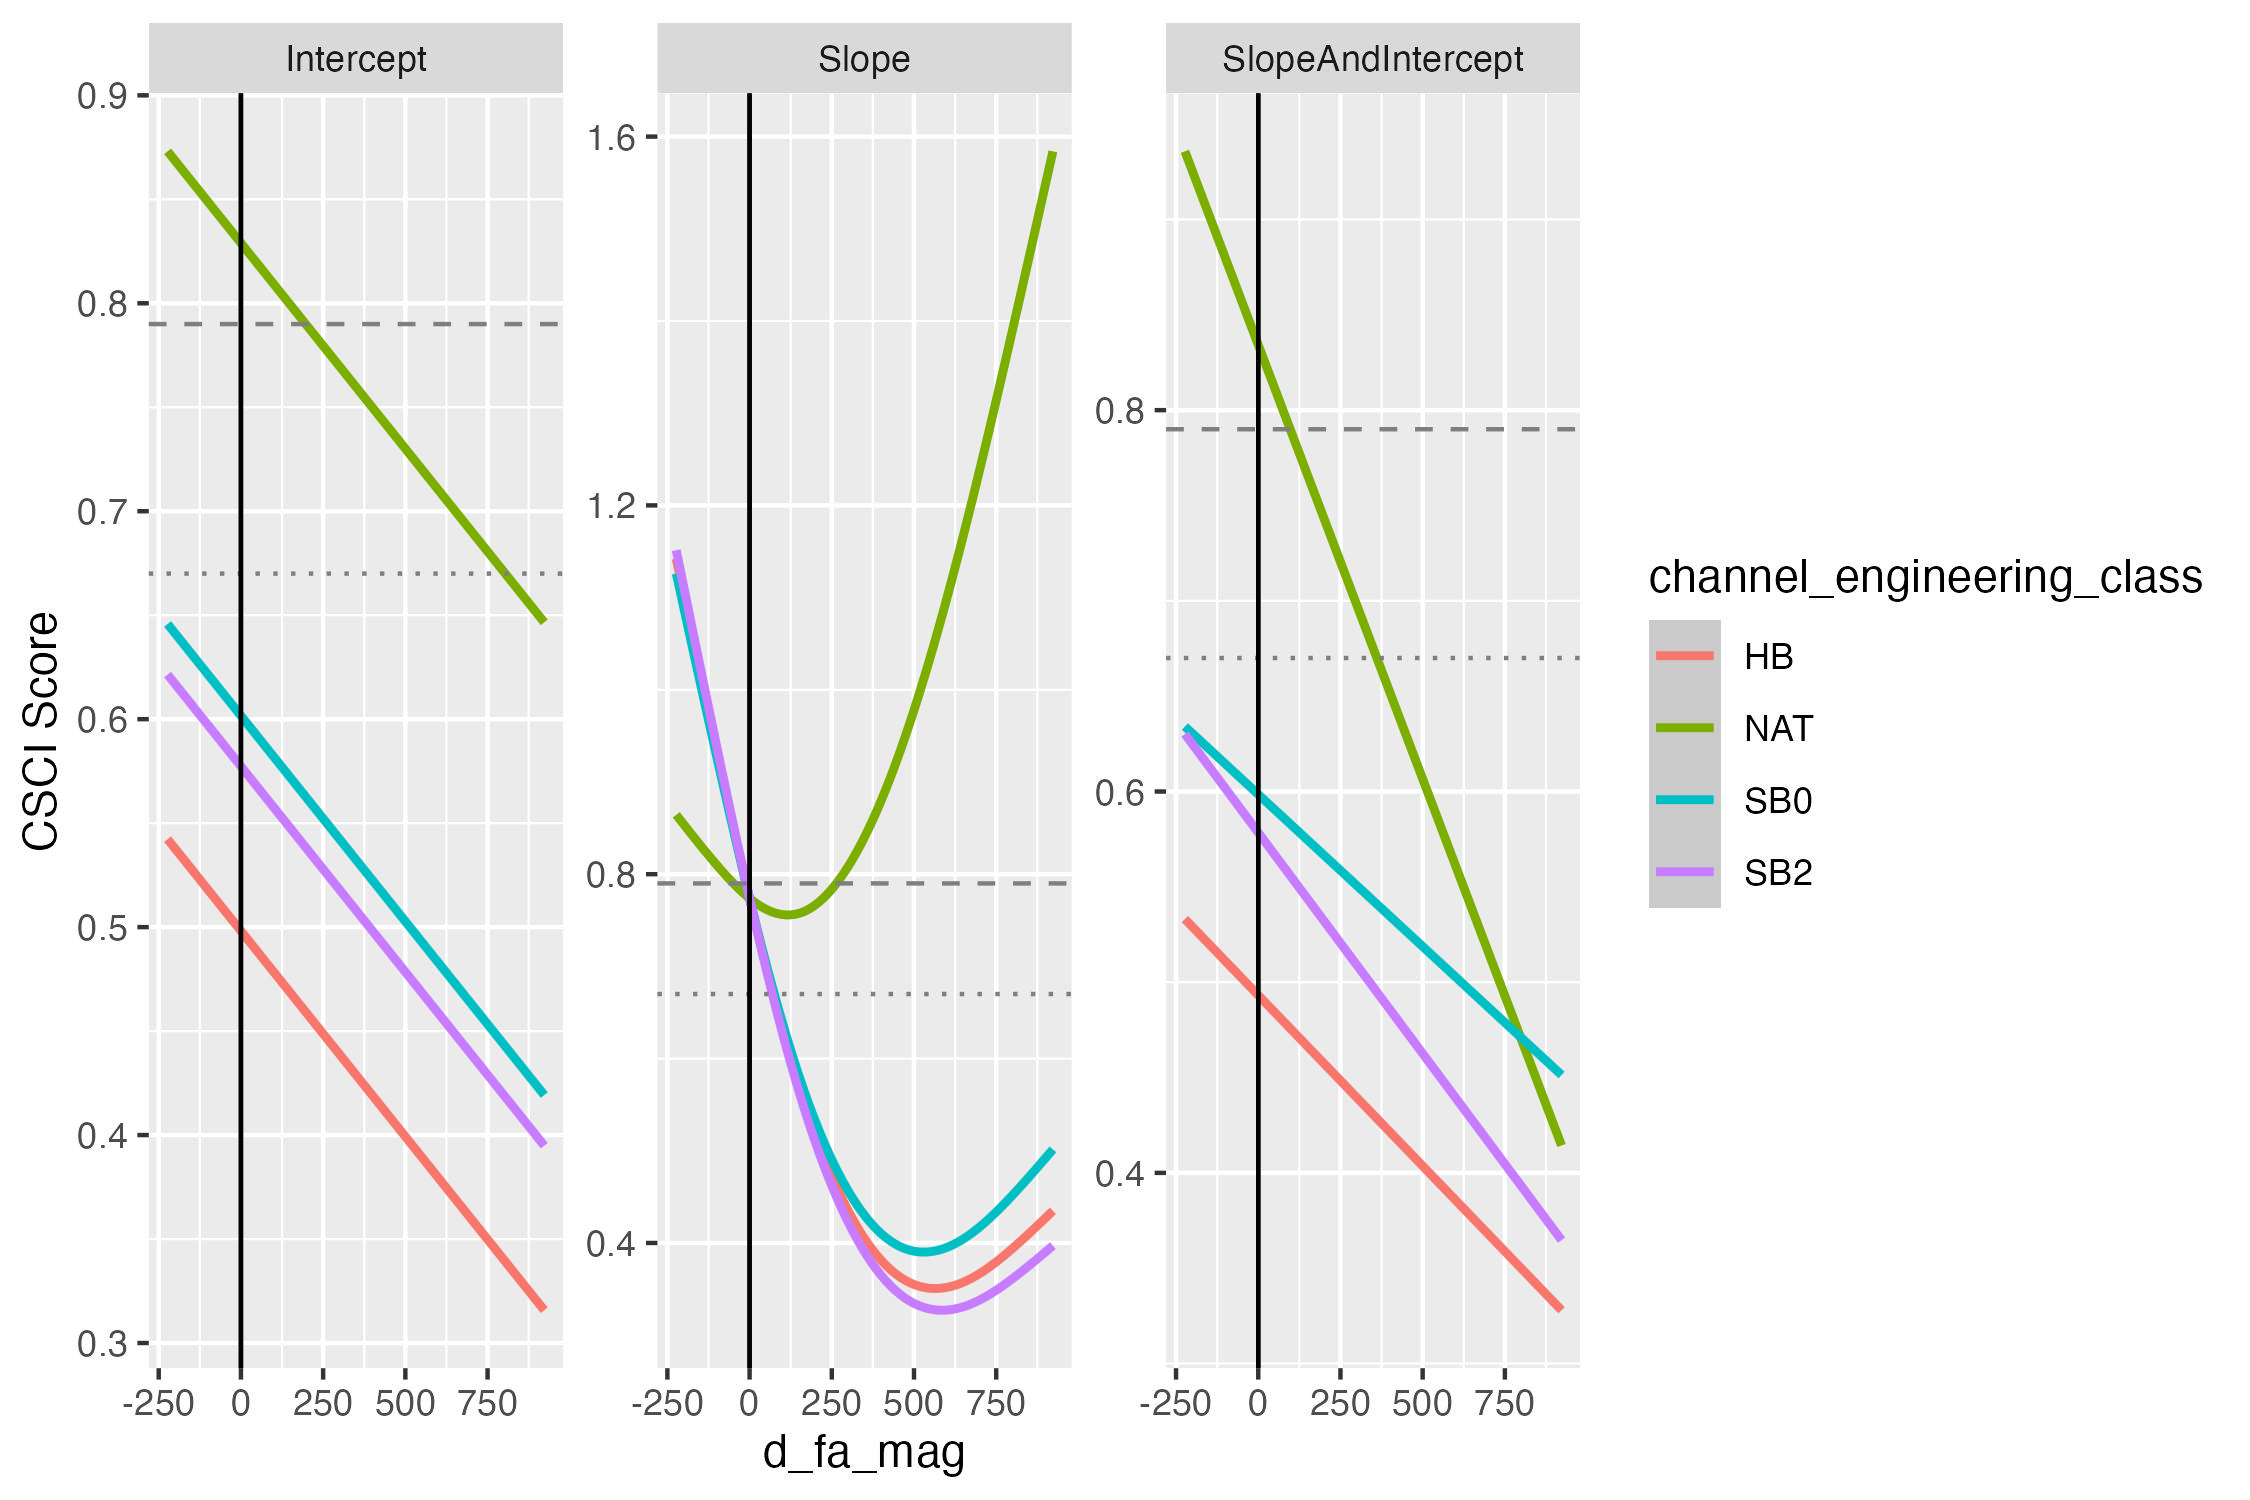 Intercept
Slope
SlopeAndIntercept
0.9
0.8
0.7
0.6
0.5
0.4
0.3
1.6
1.2
0.8
0.4
0.8
0.6
0.4
-250 0 250 500 750
-250 0 250 500 750
-250 0 250 500 750
d_fa_mag
CSCI Score
channel_engineering_class
HB
NAT
SB0
SB2